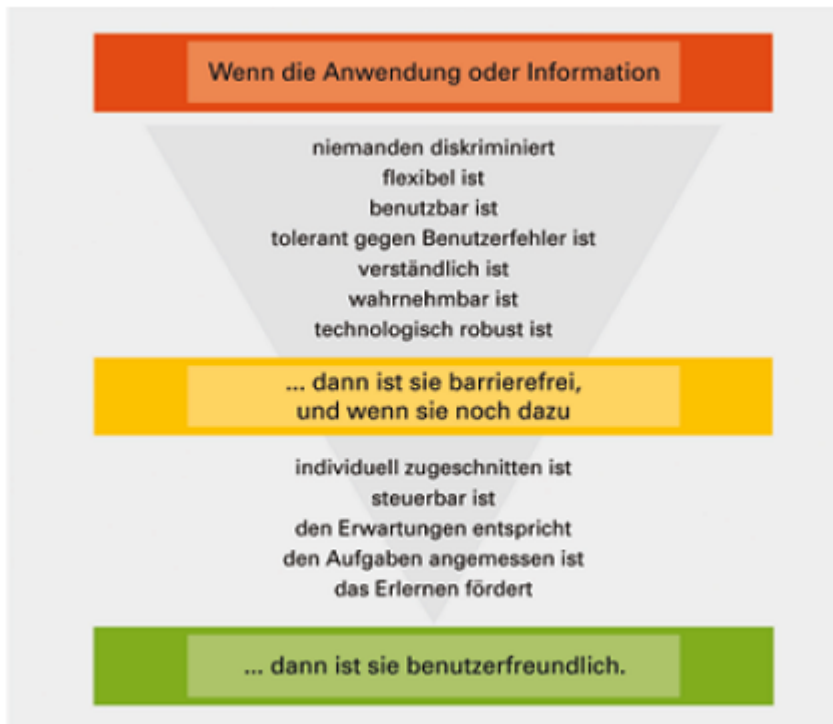 Wenn die Anwendung oder Information
niemanden diskriminiert
flexibel ist
benutzbar ist
tolerant gegen Benutzerfehler ist
verständlich ist
wahrnehmbar ist
technologisch robust ist
... dann ist sie barrierefrei,
und wenn sie noch dazu
individuell zugeschnitten ist
steuerbar ist
den Erwartungen entspricht
den Aufgaben angemessen ist
das Erlernen fördert
... dann ist sie benutzerfreundlich.